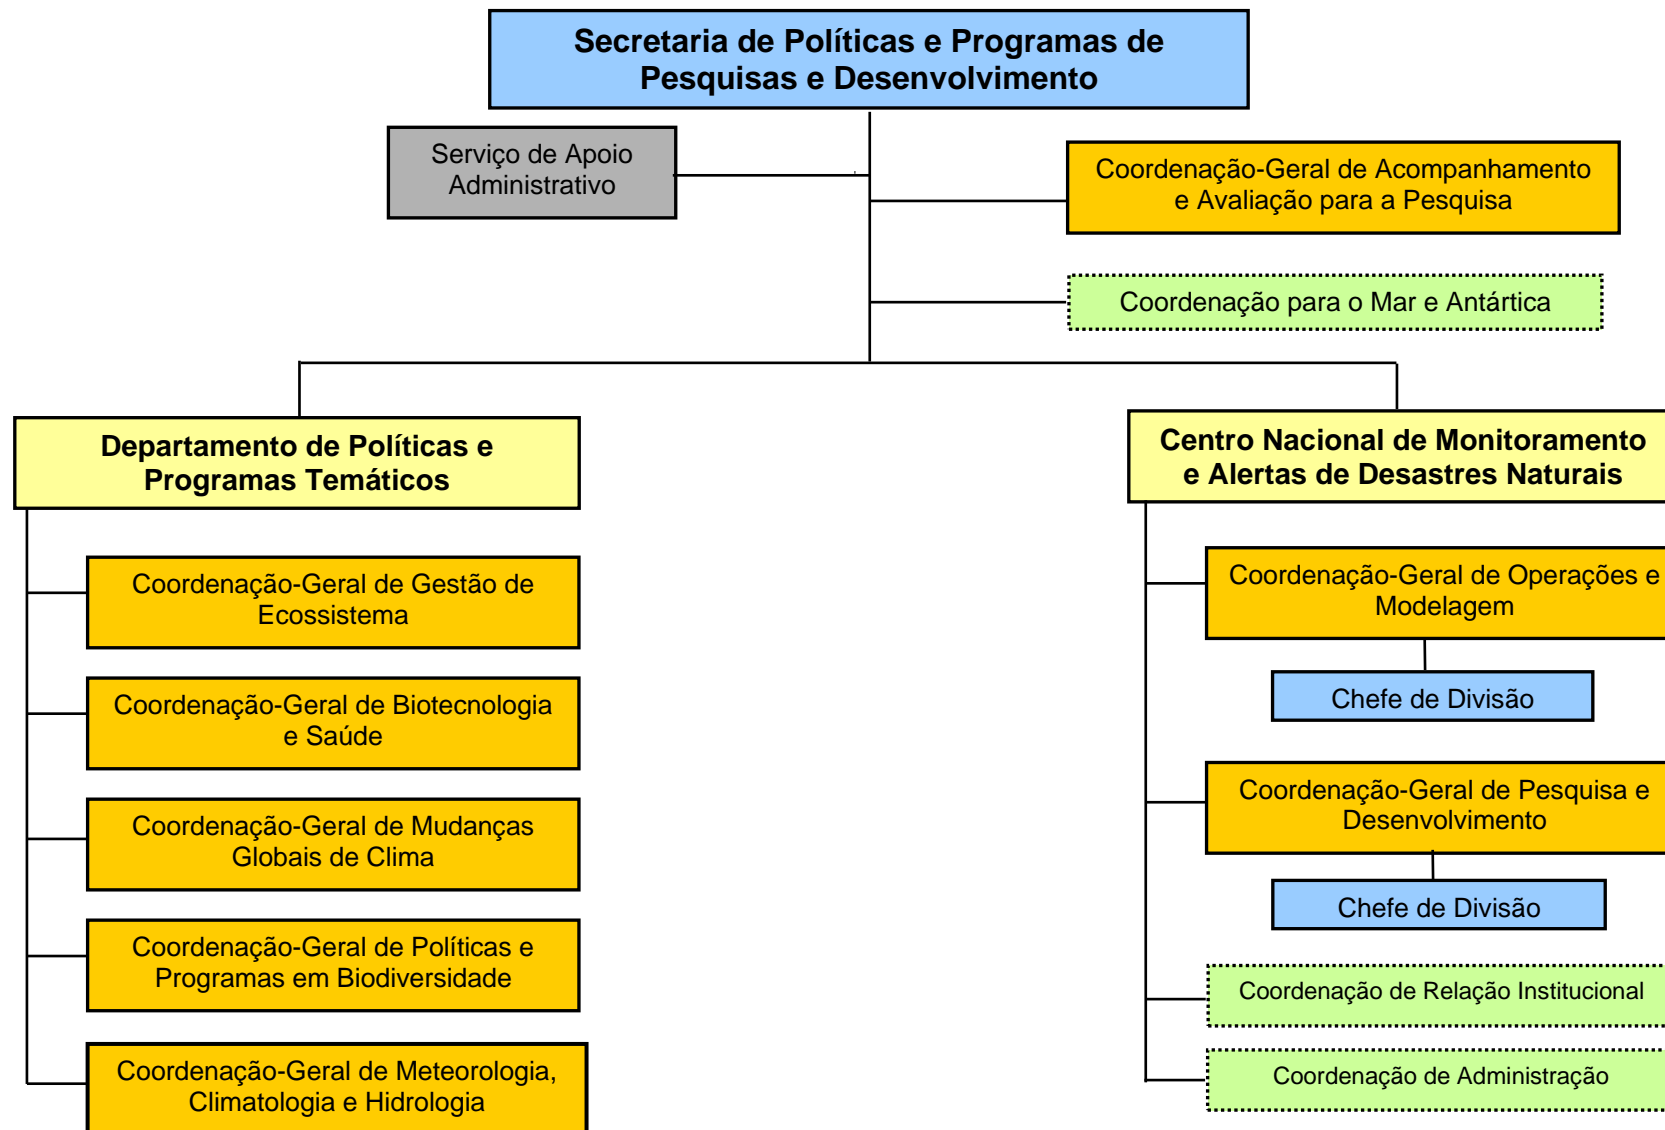 Secretaria de Políticas e Programas de
Pesquisas e Desenvolvimento
Serviço de Apoio
Administrativo
Coordenação-Geral de Acompanhamento
e Avaliação para a Pesquisa
Coordenação para o Mar e Antártica
Departamento de Políticas e
Programas Temáticos
Coordenação-Geral de Gestão de
Ecossistema
Coordenação-Geral de Biotecnologia
e Saúde
Coordenação-Geral de Mudanças
Globais de Clima
Coordenação-Geral de Políticas e
Programas em Biodiversidade
Coordenação-Geral de Meteorologia,
Climatologia e Hidrologia
Centro Nacional de Monitoramento
e Alertas de Desastres Naturais
Coordenação-Geral de Operações e
Modelagem
Chefe de Divisão
Coordenação-Geral de Pesquisa e
Desenvolvimento
Chefe de Divisão
Coordenação de Relação Institucional
Coordenação de Administração